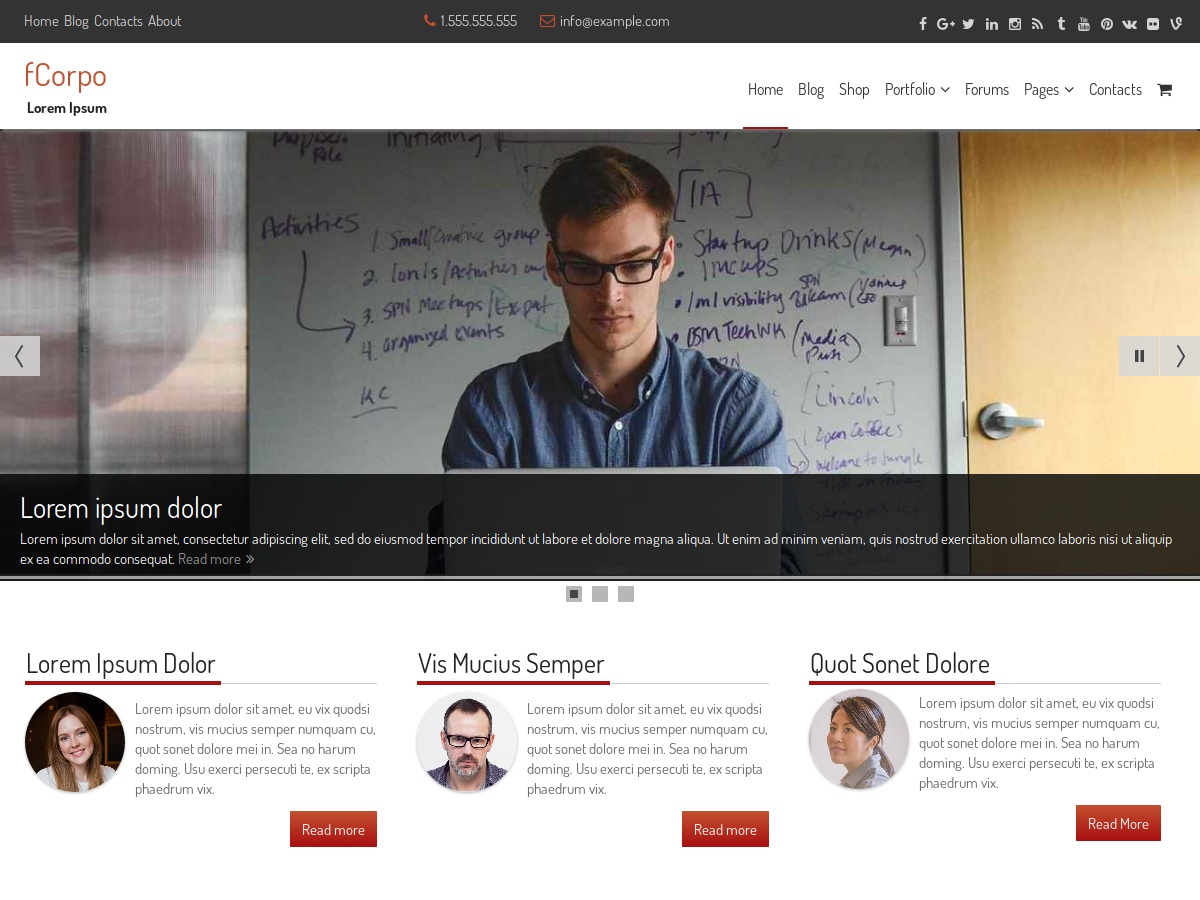 Home Blog Contacts About
1.555.555.555
info@example.com
fCorpo
Lorem Ipsum
Home Blog Shop Portfolio Forums Pages Contacts
Initiating
Role
[IA]
Activities
1. Small/Creative group
2.
3. SPN Meetups/Expat
4. organized events
KC
Startup Drinks (Megan)
/ml visibility
SPN
BSM TechWK (Media
Push)
[Lincoln]
Open Coffees
Welcome to Jungle
Lorem ipsum dolor
Lorem ipsum dolor sit amet, consectetur adipiscing elit, sed do eiusmod tempor incididunt ut labore et dolore magna aliqua. Ut enim ad minim veniam, quis nostrud exercitation ullamco laboris nisi ut aliquip
ex ea commodo consequat. Read more »
Lorem Ipsum Dolor
Lorem ipsum dolor sit amet, eu vix quodsi
nostrum, vis mucius semper numquam cu,
quot sonet dolore mei in. Sea no harum
doming. Usu exerci persecuti te, ex scripta
phaedrum vix.
Read more
Vis Mucius Semper
Lorem ipsum dolor sit amet, eu vix quodsi
nostrum, vis mucius semper numquam cu,
quot sonet dolore mei in. Sea no harum
doming. Usu exerci persecuti te, ex scripta
phaedrum vix.
Read more
Quot Sonet Dolore
Lorem ipsum dolor sit amet, eu vix quodsi
nostrum, vis mucius semper numquam cu,
quot sonet dolore mei in. Sea no harum
doming. Usu exerci persecuti te, ex scripta
phaedrum vix.
Read More